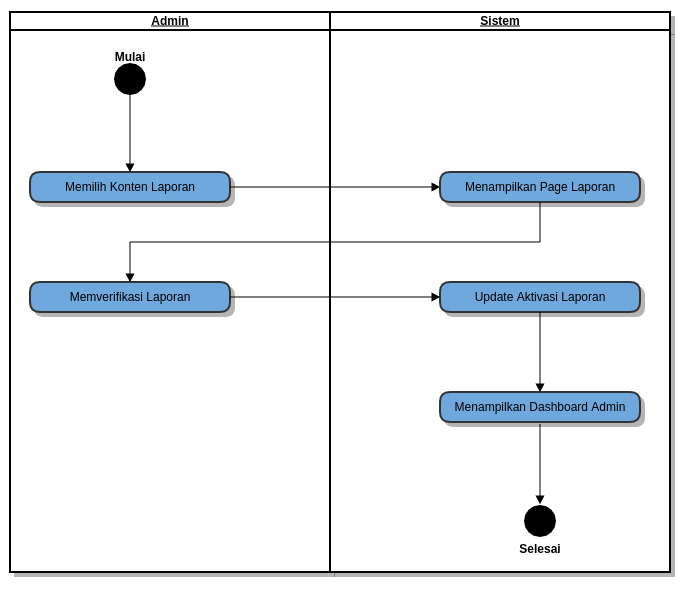 Admin
Sistem
Mulai
Memilih Konten Laporan
Menampilkan Page Laporan
Memverifikasi Laporan
Update Aktivasi Laporan
Menampilkan Dashboard Admin
Selesai